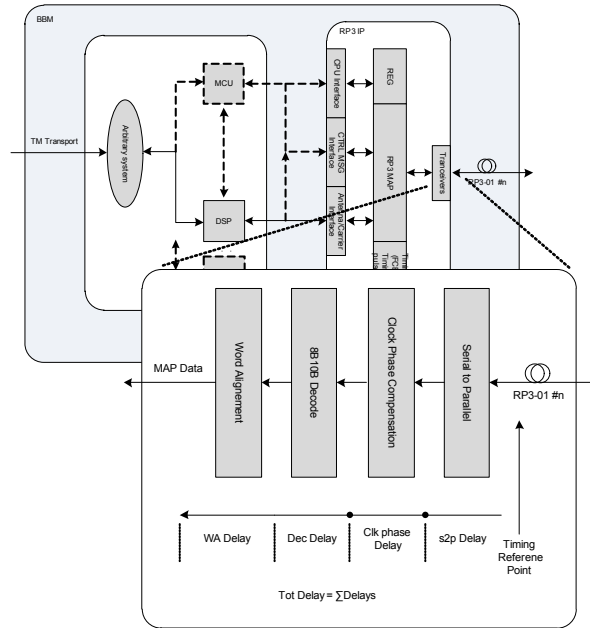 BBM
RP3 IP
MCU
CPU Interface
REG
TM Transport
Arbitrary system
CTRL MSG
Interface
RP3 MAP
Tranceivers
RP3-01 #n
DSP
Antenna/Carrier
Interface
Word Alignement
8B10B Decode
Clock Phase Compensation
Serial to Parallel
MAP Data
RP3-01 #n
WA Delay
Dec Delay
Clk phase
Delay
s2p Delay
Timing
Referene
Point
Tot Delay = ∑Delays